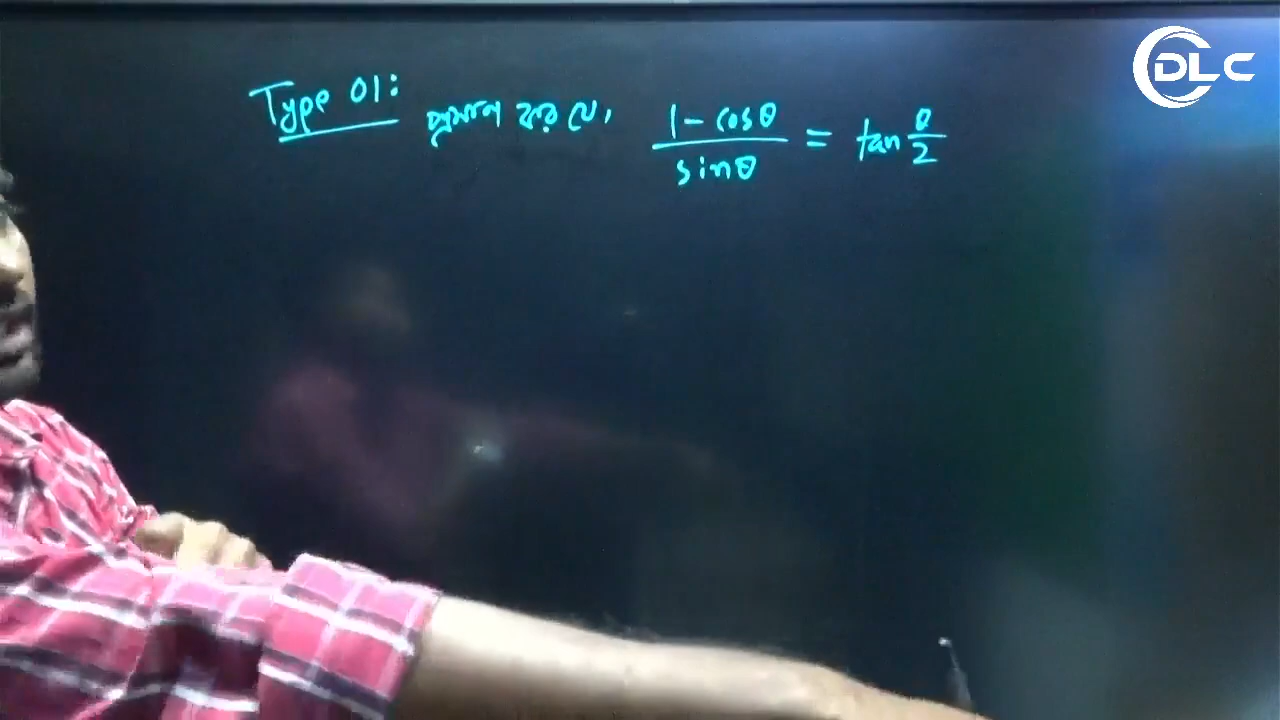 Type 01: প্রমাণ কর যে, (1 - cosθ) / sinθ = tan θ/2
DLC